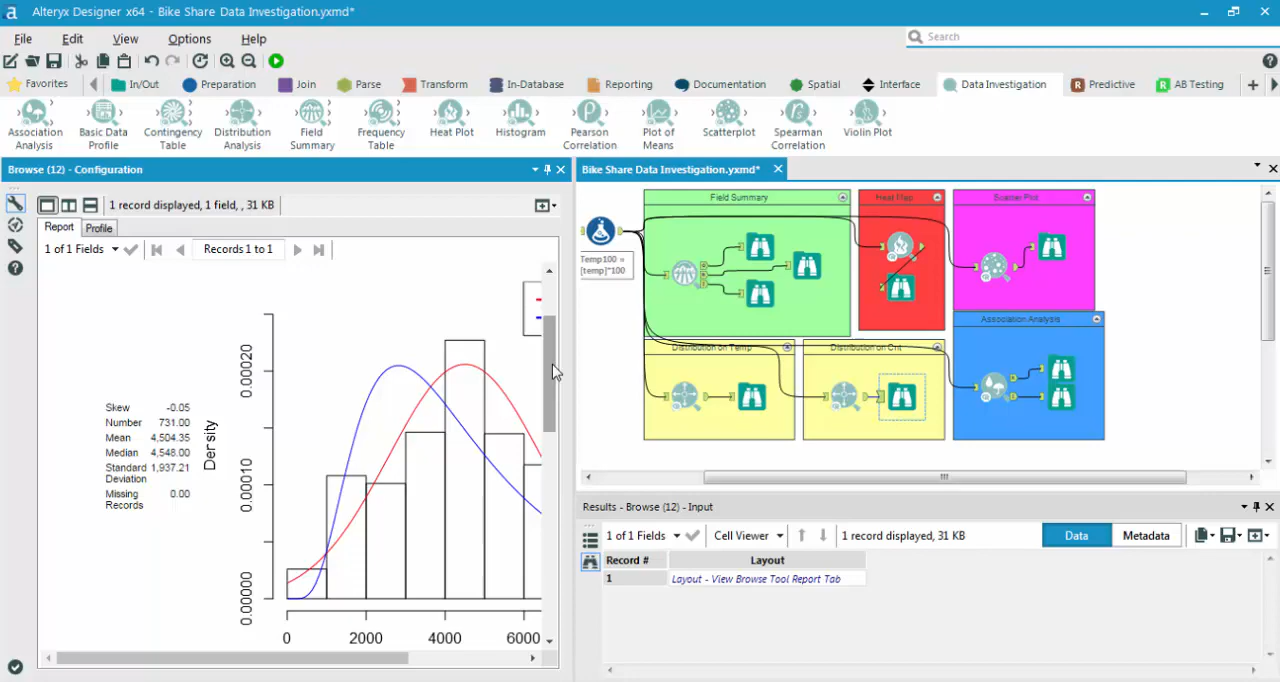 Alteryx Designer x64 - Bike Share Data Investigation.yxmd*
File Edit View Options Help
Search
Favorites In/Out Preparation Join Parse Transform In-Database Reporting Documentation Spatial Interface Data Investigation Predictive AB Testing
Association Analysis
Basic Data Profile
Contingency Table
Distribution Analysis
Field Summary
Frequency Table
Heat Plot
Histogram
Pearson Correlation
Plot of Means
Scatterplot
Spearman Correlation
Violin Plot
Browse (12) - Configuration
1 record displayed, 1 field, , 31 KB
Report Profile
1 of 1 Fields Records 1 to 1
Skew -0.05
Number 731.00
Mean 4,504.35
Median 4,548.00
Standard 1,937.21
Deviation
Missing 0.00
Records
Density
0.00020
0.00010
0.00000
0 2000 4000 6000
Bike Share Data Investigation.yxmd*
Field Summary
Heat Map
Scatter Plot
Temp100 =
[temp]*100
Association Analysis
Distribution on Temp
Distribution on Cnt
Results - Browse (12) - Input
1 of 1 Fields Cell Viewer 1 record displayed, 31 KB Data Metadata
Record # Layout
1 Layout - View Browse Tool Report Tab